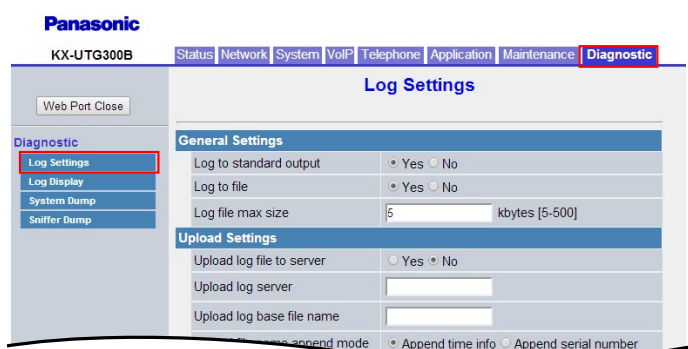 Panasonic
KX-UTG300B
Status Network System VoIP Telephone Application Maintenance Diagnostic
Web Port Close
Log Settings
Diagnostic
Log Settings
Log Display
System Dump
Sniffer Dump
General Settings
Log to standard output Yes No
Log to file Yes No
Log file max size 5 kbytes [5-500]
Upload Settings
Upload log file to server Yes No
Upload log server
Upload log base file name
append mode Append time info Append serial number